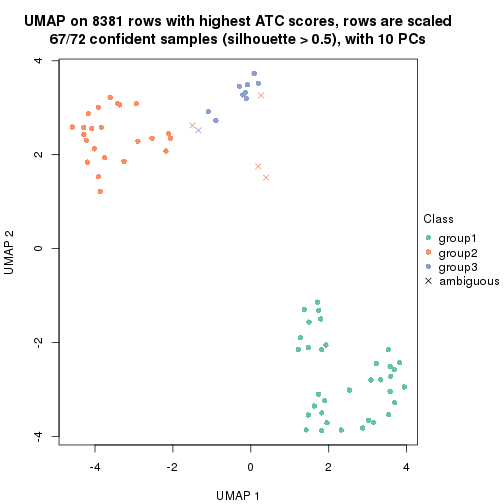 UMAP on 8381 rows with highest ATC scores, rows are scaled
67/72 confident samples (silhouette > 0.5), with 10 PCs
4
2
0
-2
-4
UMAP 2
-4
-2
0
2
4
UMAP 1
Class
group1
group2
group3
ambiguous